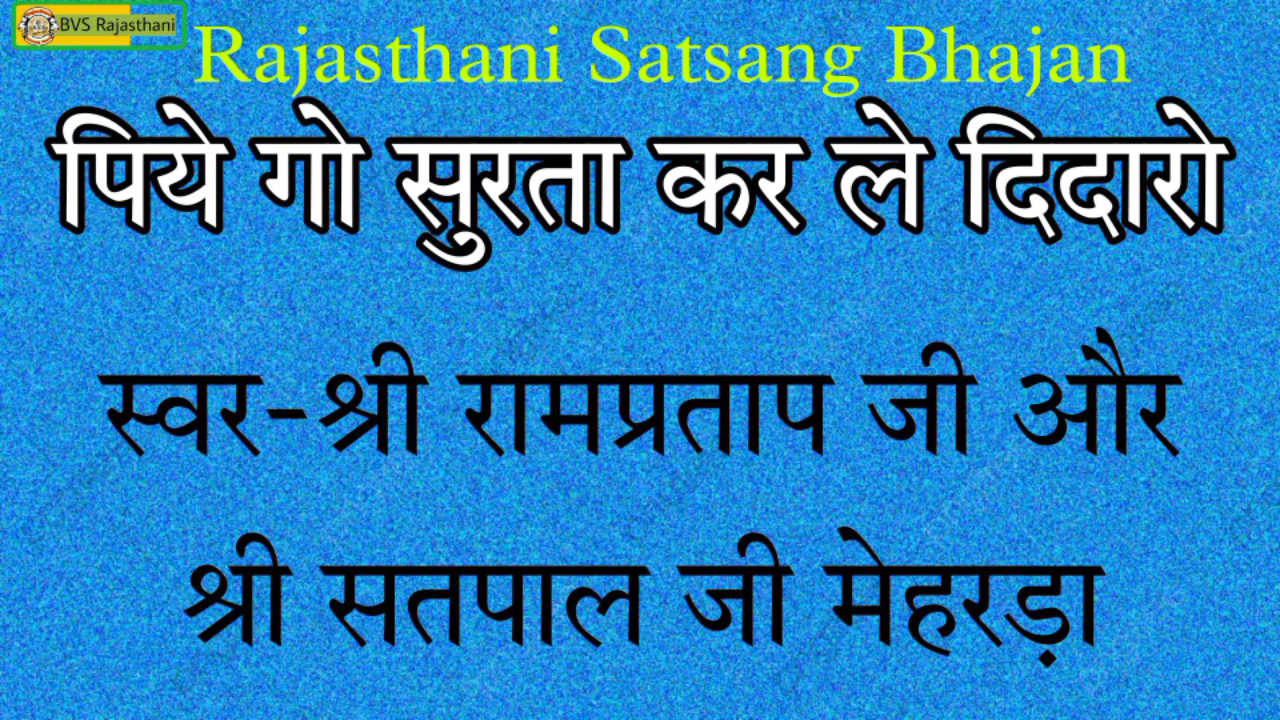 BVS Rajasthani
Rajasthani Satsang Bhajan
पिये गो सुरता कर ले दिदारो
स्वर-श्री रामप्रताप जी और
श्री सतपाल जी मेहरड़ा